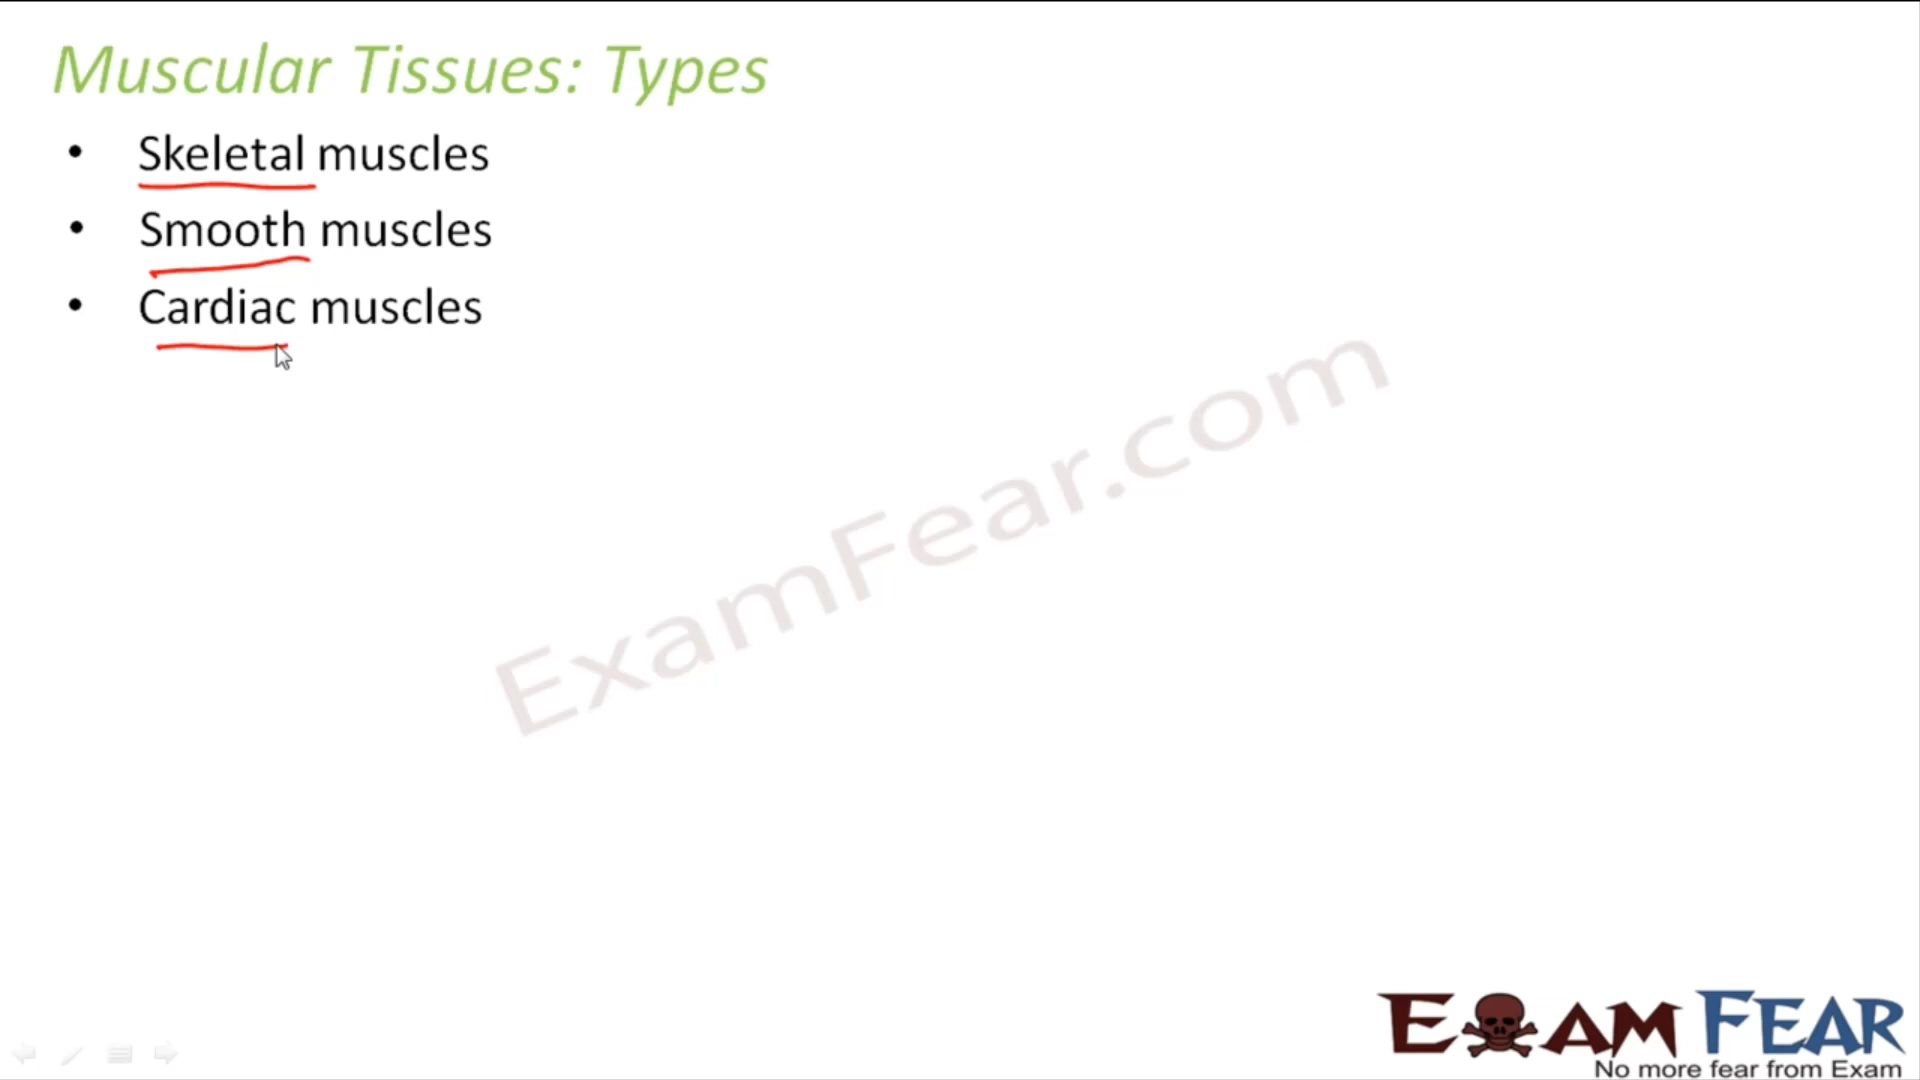 Muscular Tissues: Types
• Skeletal muscles
• Smooth muscles
• Cardiac muscles
ExamFear.com
EXAM FEAR
No more fear from Exam